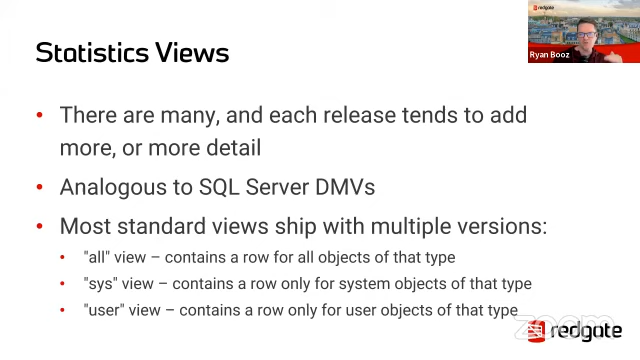 redgate
Ryan Booz
Statistics Views
• There are many, and each release tends to add
more, or more detail
• Analogous to SQL Server DMVs
• Most standard views ship with multiple versions:
• "all" view – contains a row for all objects of that type
• "sys" view – contains a row only for system objects of that type
• "user" view – contains a row only for user objects of that type
zoom
redgate